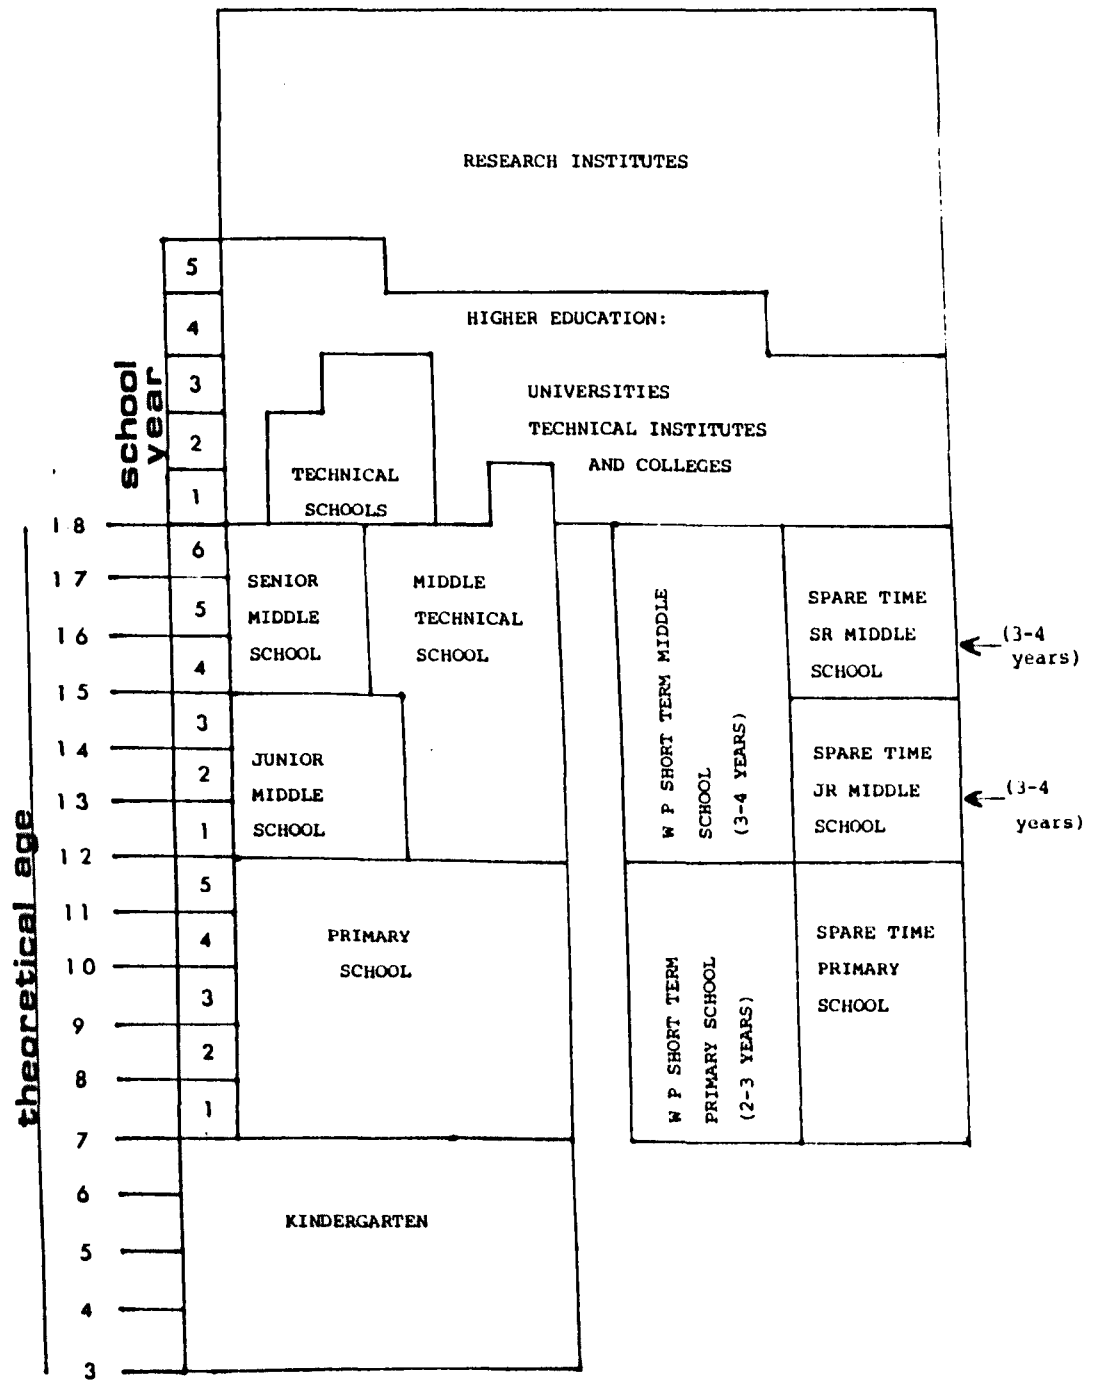 RESEARCH INSTITUTES
5
4
3
2
1
HIGHER EDUCATION:
UNIVERSITIES
TECHNICAL INSTITUTES
AND COLLEGES
TECHNICAL
SCHOOLS
school
year
18
17
16
15
14
13
12
11
10
9
8
7
6
5
4
3
theoretical age
6
5
4
3
2
1
5
4
3
2
1
SENIOR
MIDDLE
SCHOOL
MIDDLE
TECHNICAL
SCHOOL
JUNIOR
MIDDLE
SCHOOL
PRIMARY
SCHOOL
KINDERGARTEN
W P SHORT TERM MIDDLE
SCHOOL
(3-4 YEARS)
W P SHORT TERM
PRIMARY SCHOOL
(2-3 YEARS)
SPARE TIME
SR MIDDLE
SCHOOL
(3-4
years)
SPARE TIME
JR MIDDLE
SCHOOL
(3-4
years)
SPARE TIME
PRIMARY
SCHOOL